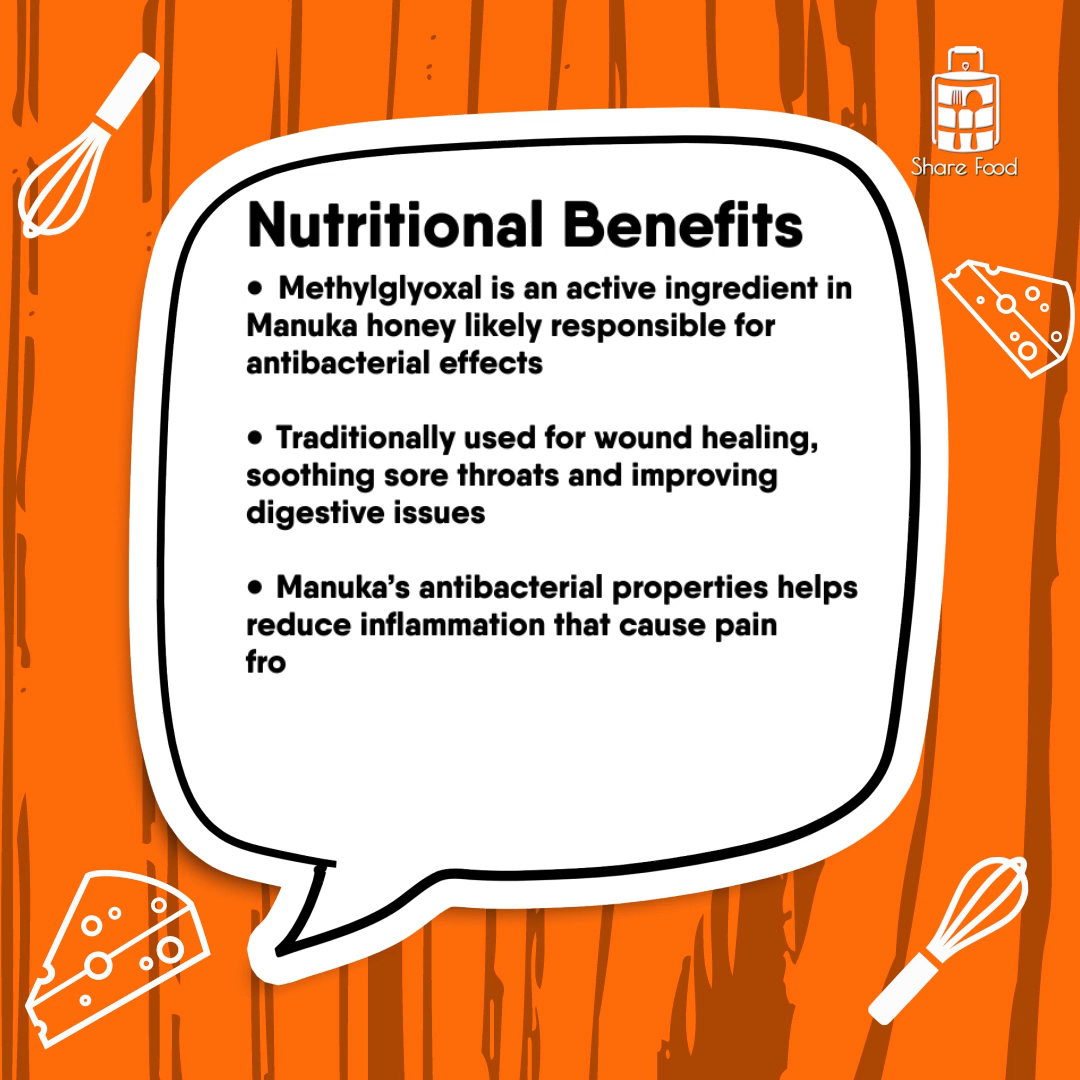 Share Food
Nutritional Benefits
• Methylglyoxal is an active ingredient in
Manuka honey likely responsible for
antibacterial effects
• Traditionally used for wound healing,
soothing sore throats and improving
digestive issues
• Manuka’s antibacterial properties helps
reduce inflammation that cause pain
fro